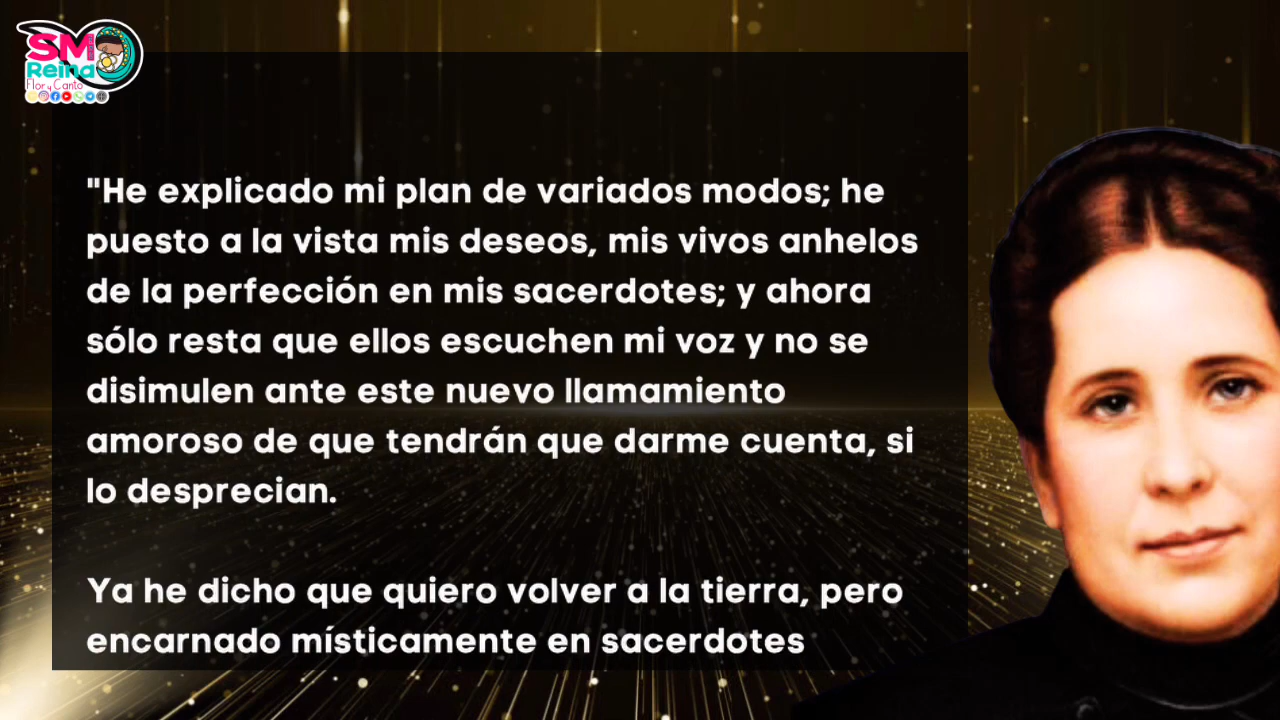 SM
Reina
Flor y Canto
"He explicado mi plan de variados modos; he
puesto a la vista mis deseos, mis vivos anhelos
de la perfección en mis sacerdotes; y ahora
sólo resta que ellos escuchen mi voz y no se
disimulen ante este nuevo llamamiento
amoroso de que tendrán que darme cuenta, si
lo desprecian.
Ya he dicho que quiero volver a la tierra, pero
encarnado místicamente en sacerdotes